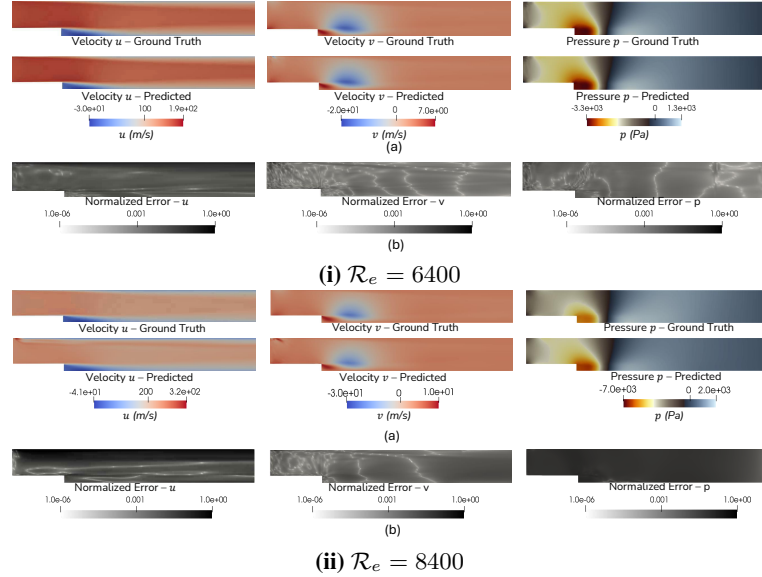 Velocity u – Ground Truth
Velocity v – Ground Truth
Pressure p – Ground Truth
Velocity u – Predicted
Velocity v – Predicted
Pressure p – Predicted
-3.0e+01 100 1.9e+02
-2.0e+01 0 7.0e+01
-3.3e+03 0 1.3e+03
u (m/s)
v (m/s)
p (Pa)
(a)
Normalized Error – u
Normalized Error – v
Normalized Error – p
1.0e-06 0.001 1.0e+00
1.0e-06 0.001 1.0e+00
1.0e-06 0.001 1.0e+00
(b)
(i) Re = 6400
Velocity u – Ground Truth
Velocity v – Ground Truth
Pressure p – Ground Truth
Velocity u – Predicted
Velocity v – Predicted
Pressure p – Predicted
-4.1e+01 200 3.2e+02
-3.0e+01 0 1.0e+01
-7.0e+03 0 2.0e+03
u (m/s)
v (m/s)
p (Pa)
(a)
Normalized Error – u
Normalized Error – v
Normalized Error – p
1.0e-06 0.001 1.0e+00
1.0e-06 0.001 1.0e+00
1.0e-06 0.001 1.0e+00
(b)
(ii) Re = 8400